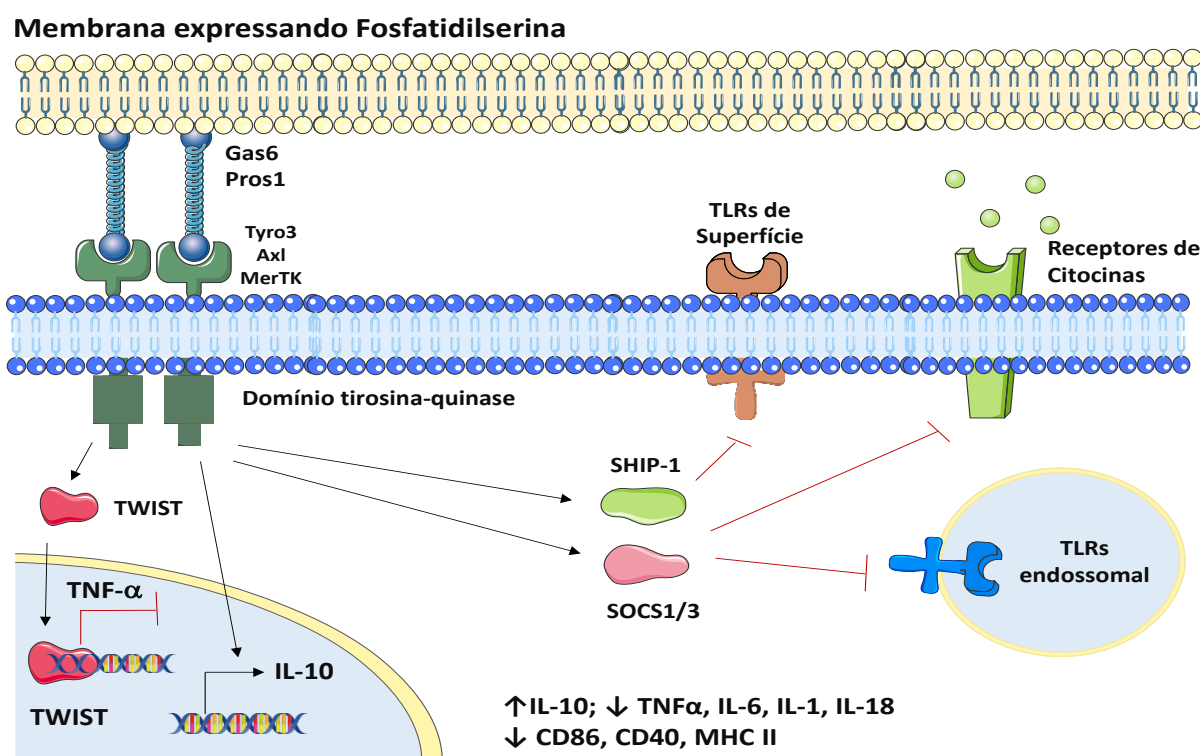 Membrana expressando Fosfatidilserina
Gas6
Pros1
Tyro3
Axl
MerTK
TLRs de
Superfície
Receptores de
Citocinas
Domínio tirosina-quinase
TWIST
SHIP-1
SOCS1/3
TLRs
endossomal
TNF-α
TWIST
IL-10
↑IL-10; ↓ TNFα, IL-6, IL-1, IL-18
↓ CD86, CD40, MHC II